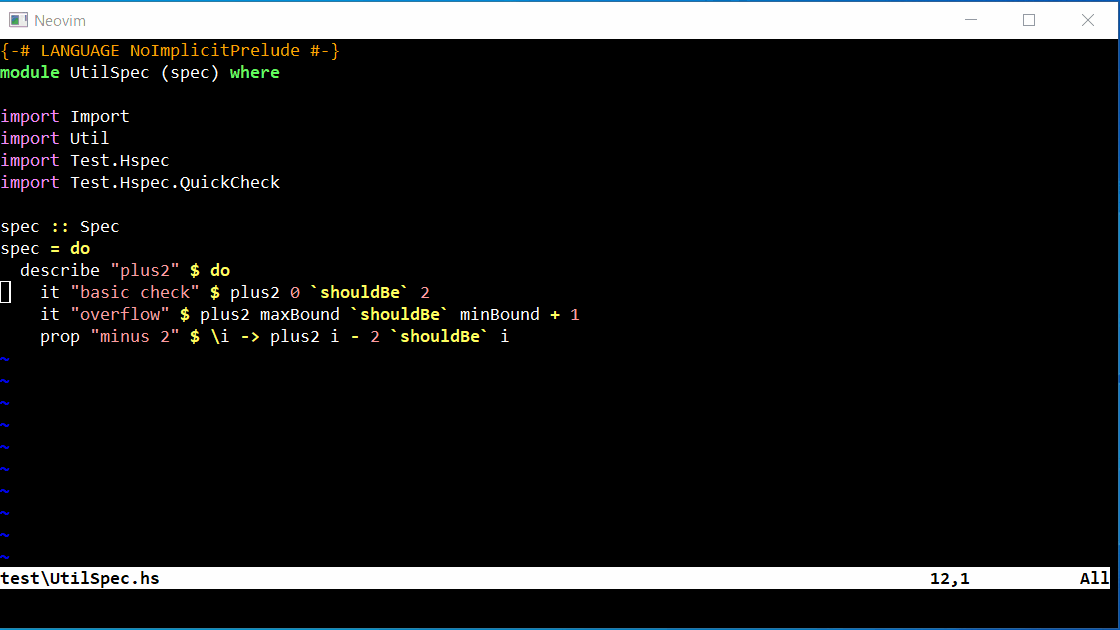 Neovim
{-# LANGUAGE NoImplicitPrelude #-}
module UtilSpec (spec) where
import Import
import Util
import Test.Hspec
import Test.Hspec.QuickCheck
spec :: Spec
spec = do
  describe "plus2" $ do
    it "basic check" $ plus2 0 `shouldBe` 2
    it "overflow" $ plus2 maxBound `shouldBe` minBound + 1
    prop "minus 2" $ \i -> plus2 i - 2 `shouldBe` i
~
~
~
~
~
~
~
~
~
~
test\UtilSpec.hs 12,1 All